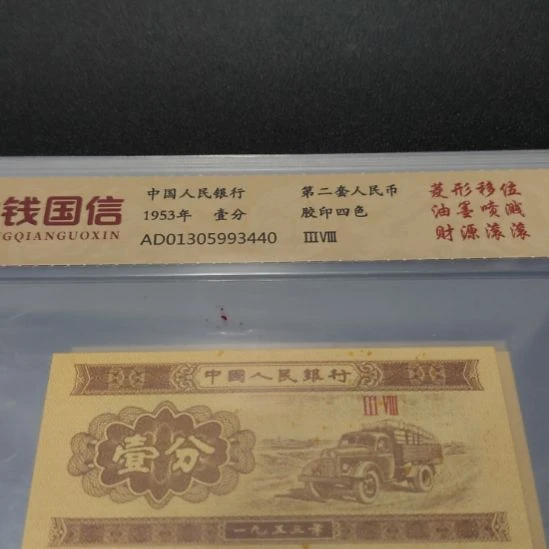 钱国信
GQIANGUOXIN
中国人民银行
1953年 壹分
AD01305993440
第二套人民币
胶印四色
ⅢⅧ
菱形移位
油墨喷溅
财源滚滚
中國人民銀行
III VIII
壹分
一九五三年